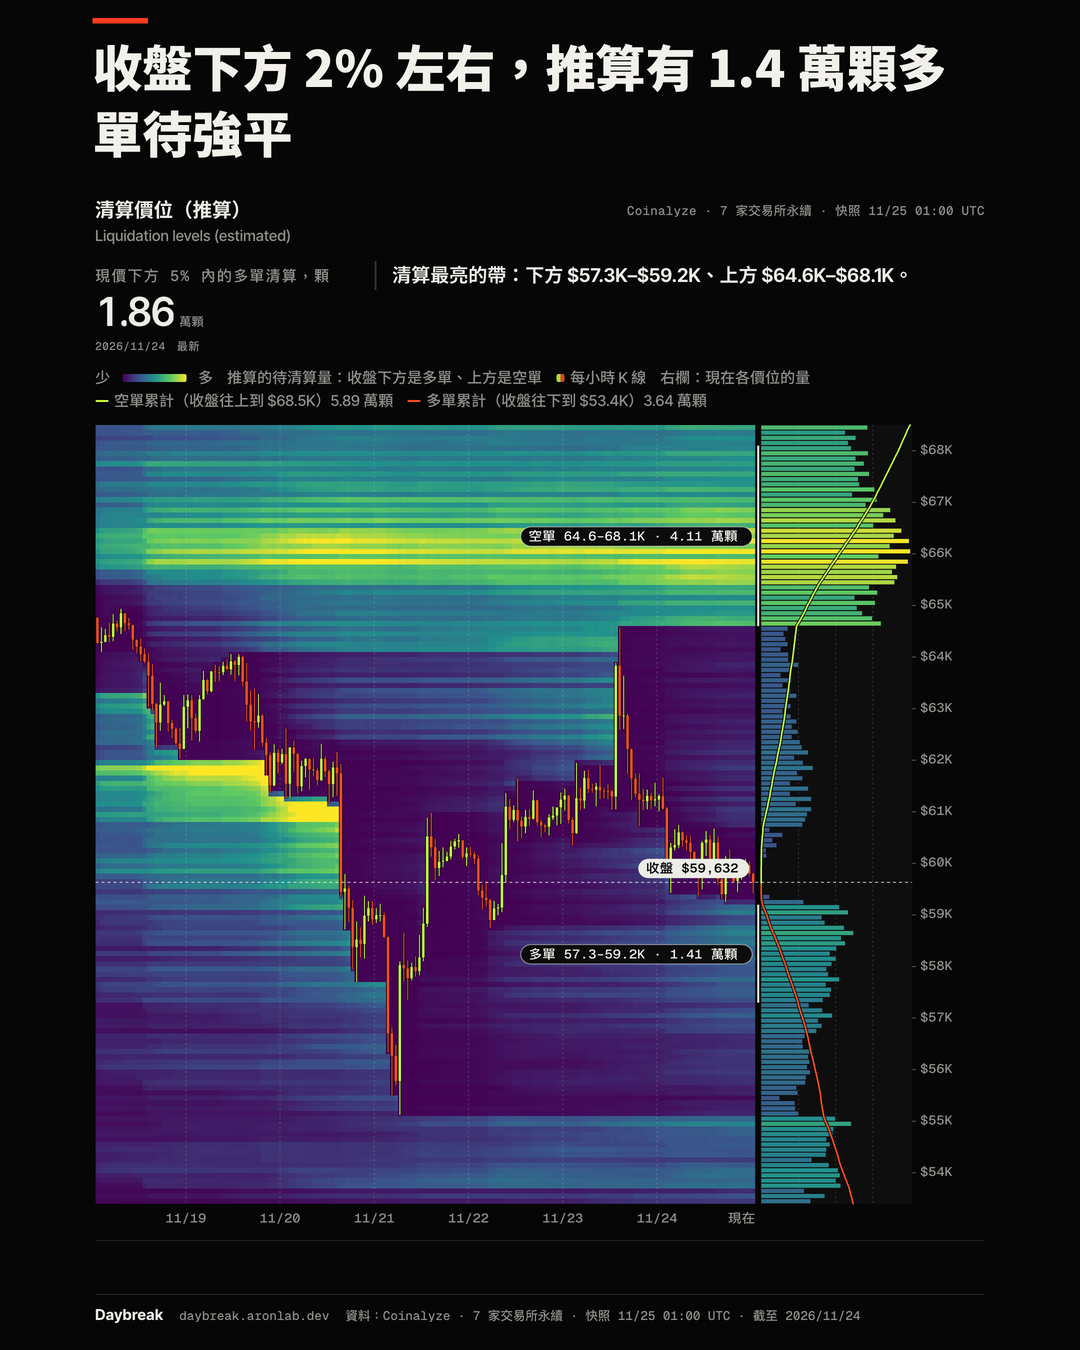 收盤下方 2% 左右，推算有 1.4 萬顆多
單待強平
清算價位（推算）
Coinalyze · 7 家交易所永續 · 快照 11/25 01:00 UTC
Liquidation levels (estimated)
現價下方 5% 內的多單清算，顆
清算最亮的帶：下方 $57.3K–$59.2K、上方 $64.6K–$68.1K。
1.86 萬顆
2026/11/24 最新
少 多 推算的待清算量：收盤下方是多單、上方是空單 每小時 K 線 右欄：現在各價位的量
空單累計（收盤往上到 $68.5K）5.89 萬顆 多單累計（收盤往下到 $53.4K）3.64 萬顆
$68K
$67K
空單 64.6–68.1K · 4.11 萬顆
$66K
$65K
$64K
$63K
$62K
$61K
$60K
收盤 $59,632
$59K
多單 57.3–59.2K · 1.41 萬顆
$58K
$57K
$56K
$55K
$54K
11/19 11/20 11/21 11/22 11/23 11/24 現在
Daybreak daybreak.aronlab.dev 資料：Coinalyze · 7 家交易所永續 · 快照 11/25 01:00 UTC · 截至 2026/11/24